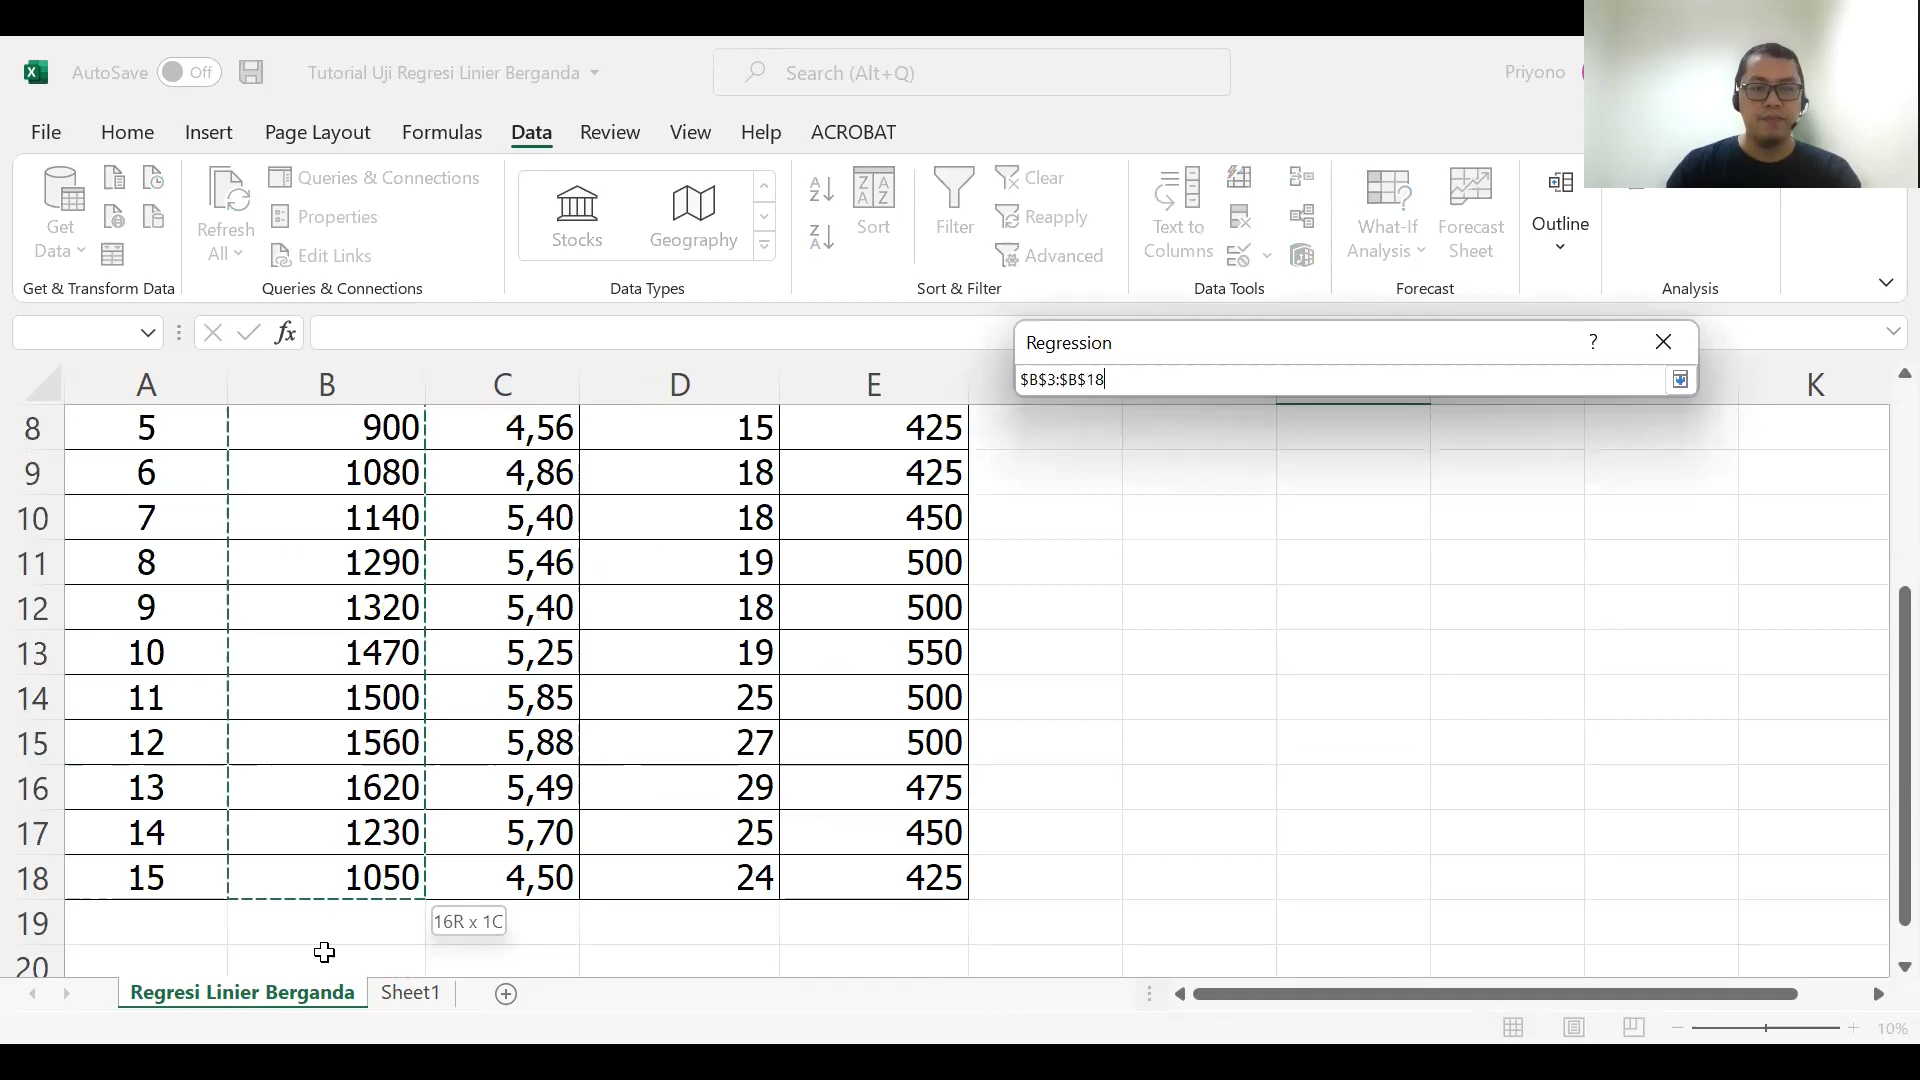 AutoSave Off Tutorial Uji Regresi Linier Berganda Search (Alt+Q) Priyono
File Home Insert Page Layout Formulas Data Review View Help ACROBAT
Get Data
Refresh All
Queries & Connections
Properties
Edit Links
Stocks
Geography
Sort
Filter
Clear
Reapply
Advanced
Text to Columns
What-If Analysis
Forecast Sheet
Outline
Get & Transform Data Queries & Connections Data Types Sort & Filter Data Tools Forecast Analysis
fx
Regression ?
$B$3:$B$18
A B C D E K
8 5 900 4,56 15 425
9 6 1080 4,86 18 425
10 7 1140 5,40 18 450
11 8 1290 5,46 19 500
12 9 1320 5,40 18 500
13 10 1470 5,25 19 550
14 11 1500 5,85 25 500
15 12 1560 5,88 27 500
16 13 1620 5,49 29 475
17 14 1230 5,70 25 450
18 15 1050 4,50 24 425
19
16R x 1C
20
Regresi Linier Berganda Sheet1
10%